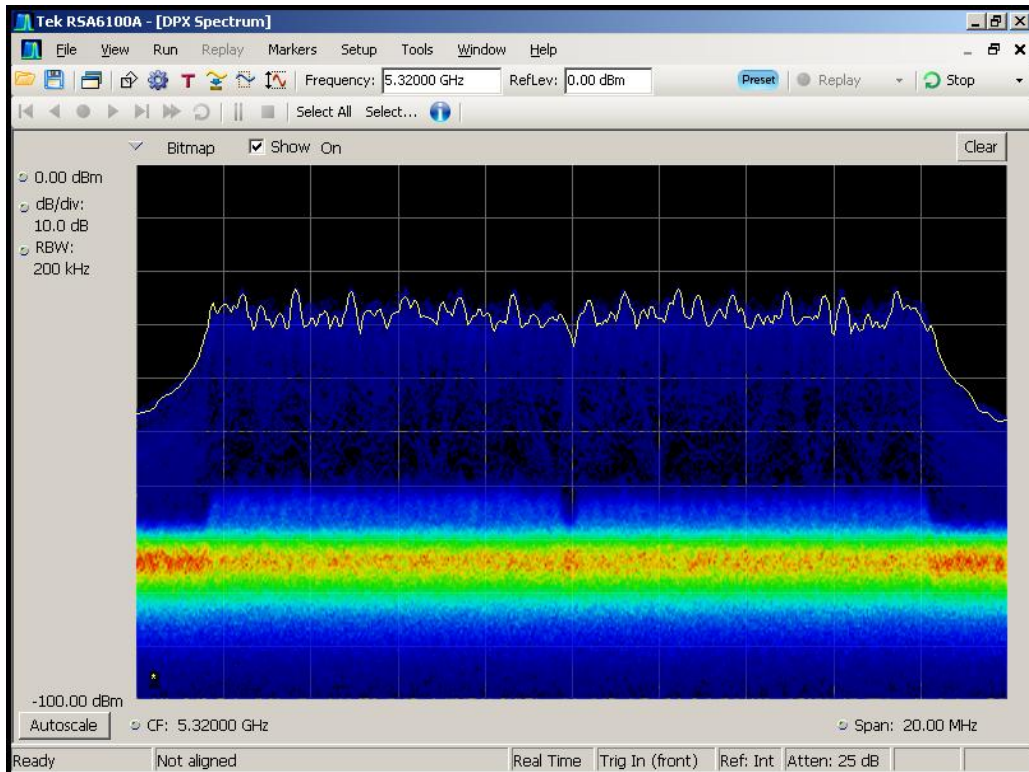 Tek RSA6100A - [DPX Spectrum]
File View Run Replay Markers Setup Tools Window Help
T Frequency: 5.32000 GHz RefLev: 0.00 dBm Preset Replay Stop
Select All Select...
Bitmap Show On Clear
0.00 dBm
dB/div:
10.0 dB
RBW:
200 kHz
-100.00 dBm
Autoscale CF: 5.32000 GHz Span: 20.00 MHz
Ready Not aligned Real Time Trig In (front) Ref: Int Atten: 25 dB